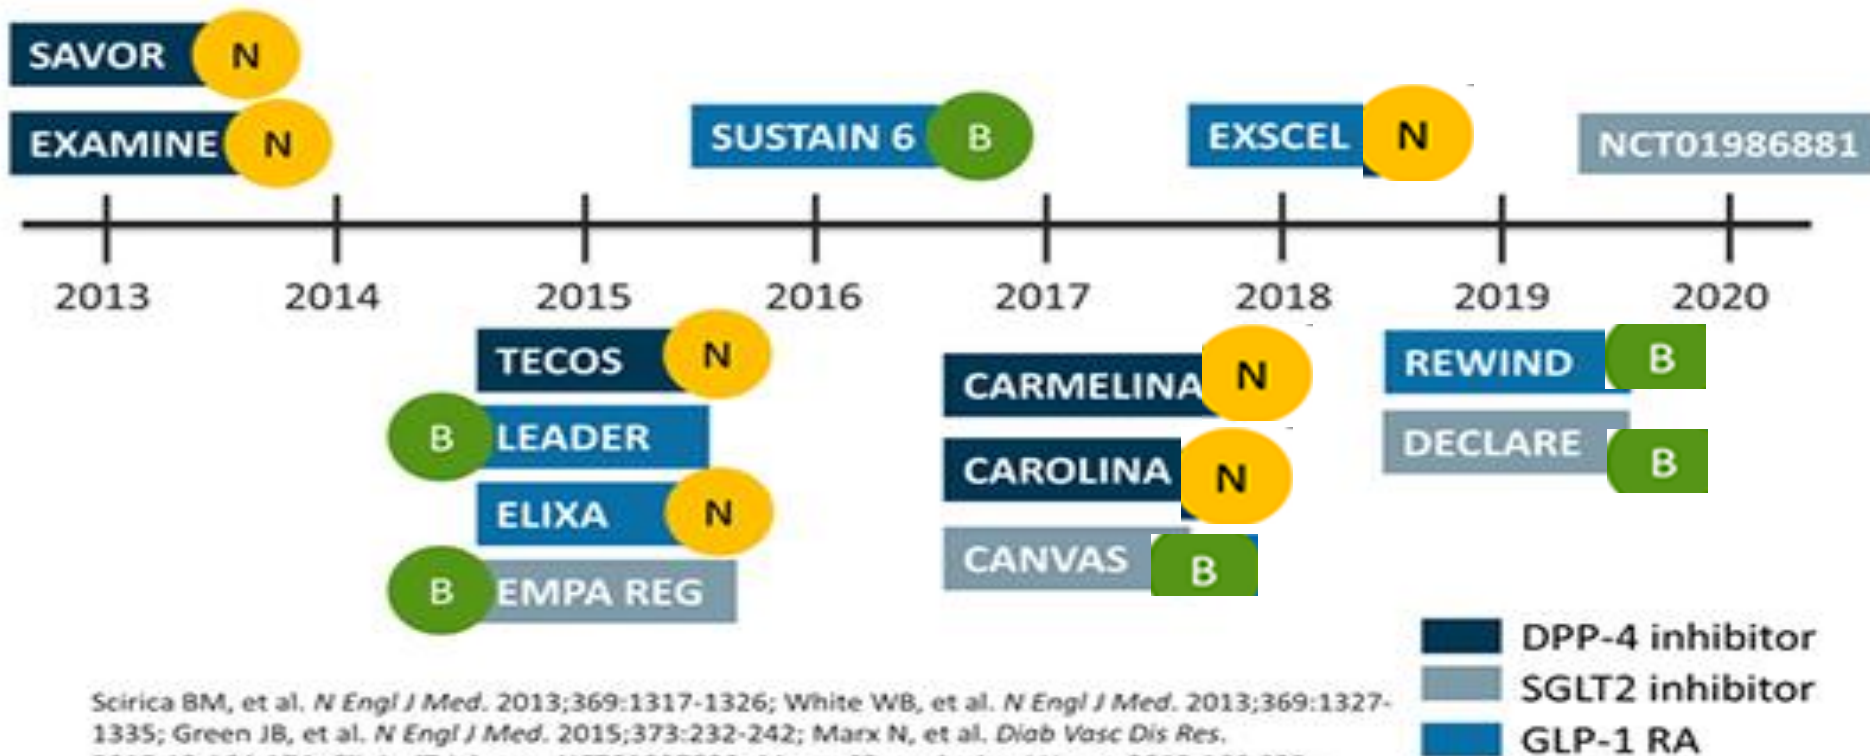 SAVOR N
EXAMINE N
SUSTAIN 6 B
EXSCEL N
NCT01986881
2013 2014 2015 2016 2017 2018 2019 2020
TECOS N
B LEADER
ELIXA N
B EMPA REG
CARMELINA N
CAROLINA N
CANVAS B
REWIND B
DECLARE B
DPP-4 inhibitor
SGLT2 inhibitor
GLP-1 RA
Scirica BM, et al. N Engl J Med. 2013;369:1317-1326; White WB, et al. N Engl J Med. 2013;369:1327-
1335; Green JB, et al. N Engl J Med. 2015;373:232-242; Marx N, et al. Diab Vasc Dis Res.